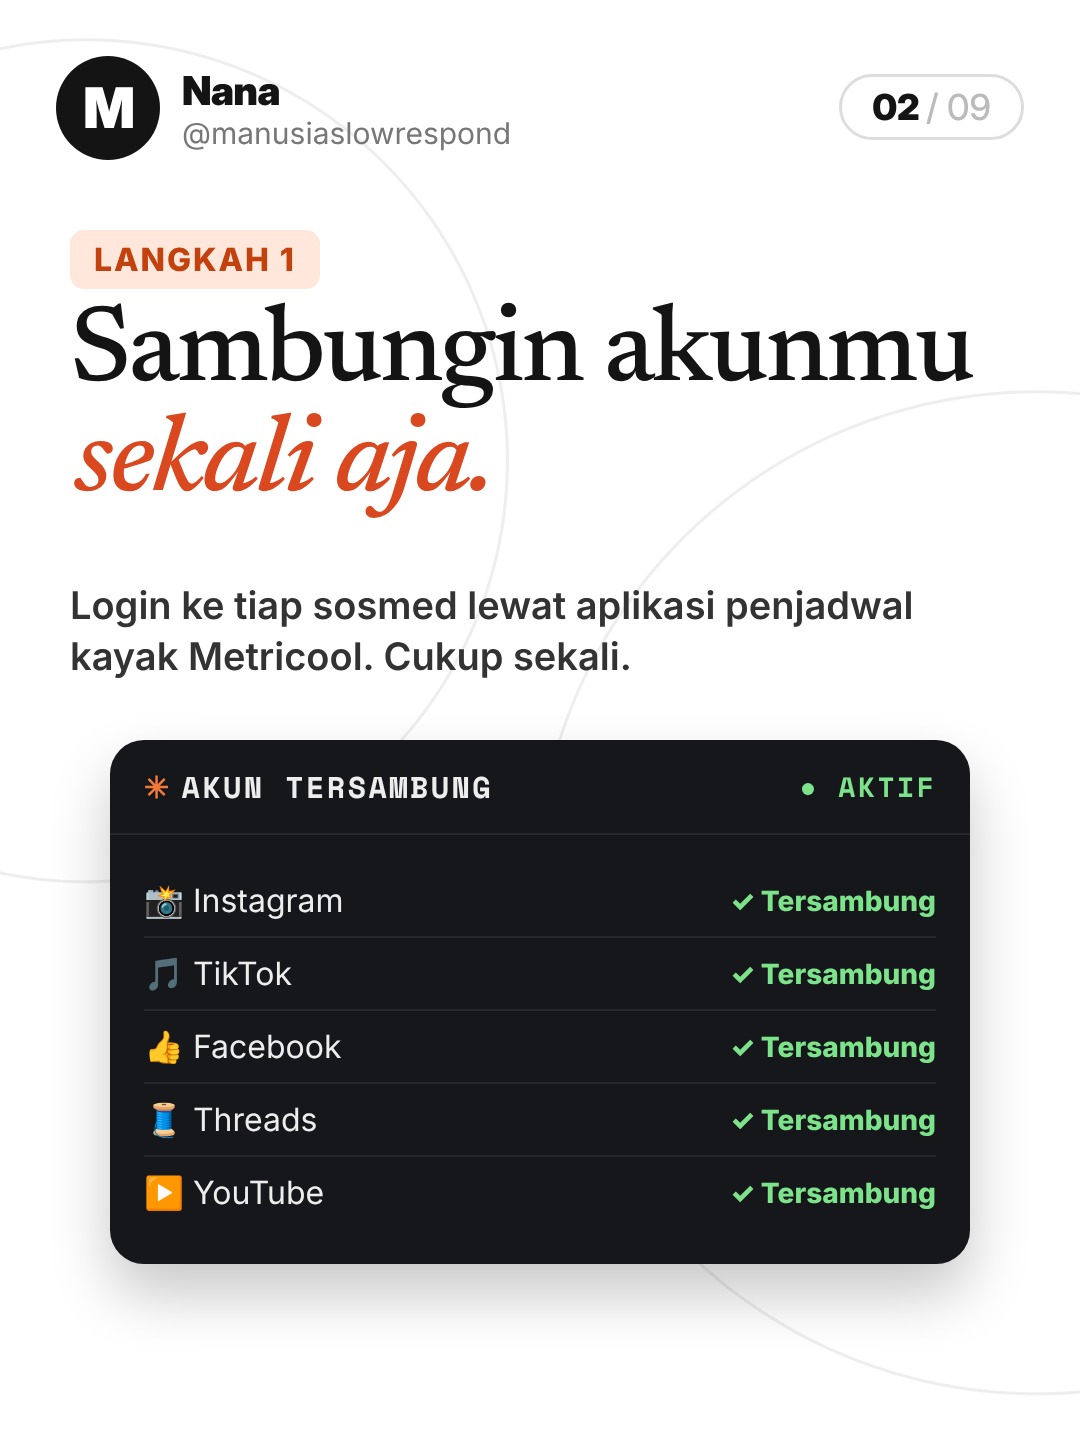 M
Nana
@manusiaslowrespond
02 / 09
LANGKAH 1
Sambungin akunmu
sekali aja.
Login ke tiap sosmed lewat aplikasi penjadwal
kayak Metricool. Cukup sekali.
AKUN TERSAMBUNG
AKTIF
Instagram
✓ Tersambung
TikTok
✓ Tersambung
Facebook
✓ Tersambung
Threads
✓ Tersambung
YouTube
✓ Tersambung